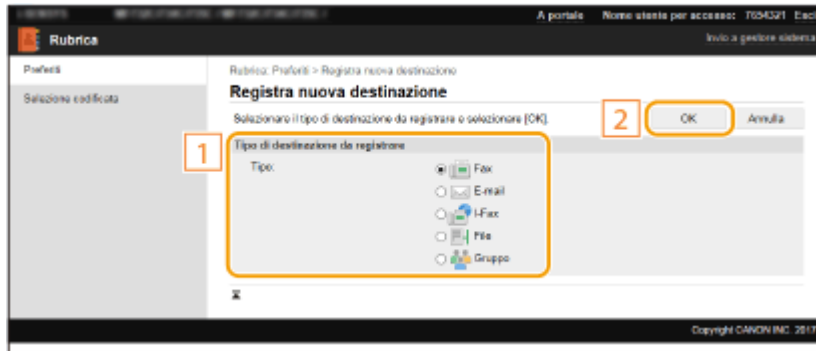 A portale Nome utente per accesso: 7654321 Esci
Rubrica
Invio a gestore sistema
Preferiti
Selezione codificata
Rubrica: Preferiti > Registra nuova destinazione
Registra nuova destinazione
Selezionare il tipo di destinazione da registrare e selezionare [OK].
2
OK
Annulla
1
Tipo di destinazione da registrare
Tipo:
Fax
E-mail
I-Fax
File
Gruppo
Copyright CANON INC. 2017